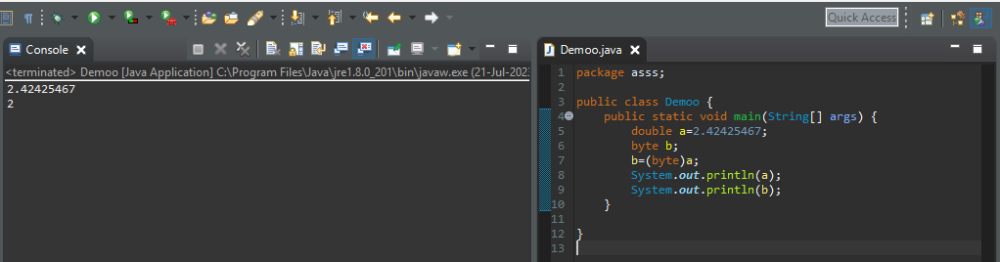 Quick Access
Console
<terminated> Demoo [Java Application] C:\Program Files\Java\jre1.8.0_201\bin\javaw.exe (21-Jul-202
2.42425467
2
Demoo.java
1 package asss;
2
3 public class Demoo {
4 public static void main(String[] args) {
5 double a=2.42425467;
6 byte b;
7 b=(byte)a;
8 System.out.println(a);
9 System.out.println(b);
10 }
11
12 }
13